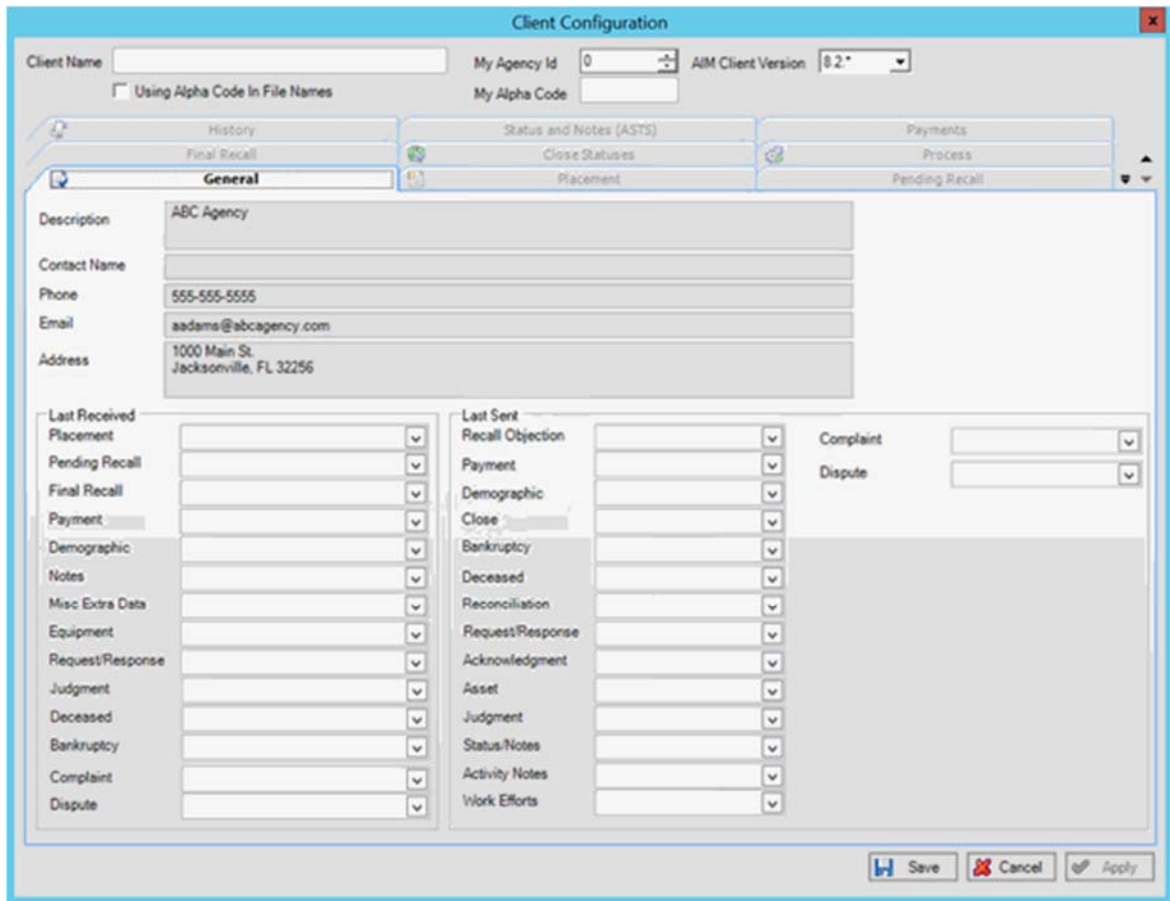 Client Configuration
x
Client Name
My Agency Id 0
AIM Client Version 8.2.*
Using Alpha Code In File Names
My Alpha Code
History
Status and Notes (ASTS)
Payments
Final Recall
Close Statuses
Process
General
Placement
Pending Recall
Description ABC Agency
Contact Name
Phone 555-555-5555
Email aadams@abcagency.com
Address 1000 Main St.
Jacksonville, FL 32256
Last Received
Placement
Pending Recall
Final Recall
Payment
Demographic
Notes
Misc Extra Data
Equipment
Request/Response
Judgment
Deceased
Bankruptcy
Complaint
Dispute
Last Sent
Recall Objection
Payment
Demographic
Close
Bankruptcy
Deceased
Reconciliation
Request/Response
Acknowledgment
Asset
Judgment
Status/Notes
Activity Notes
Work Efforts
Complaint
Dispute
Save
Cancel
Apply